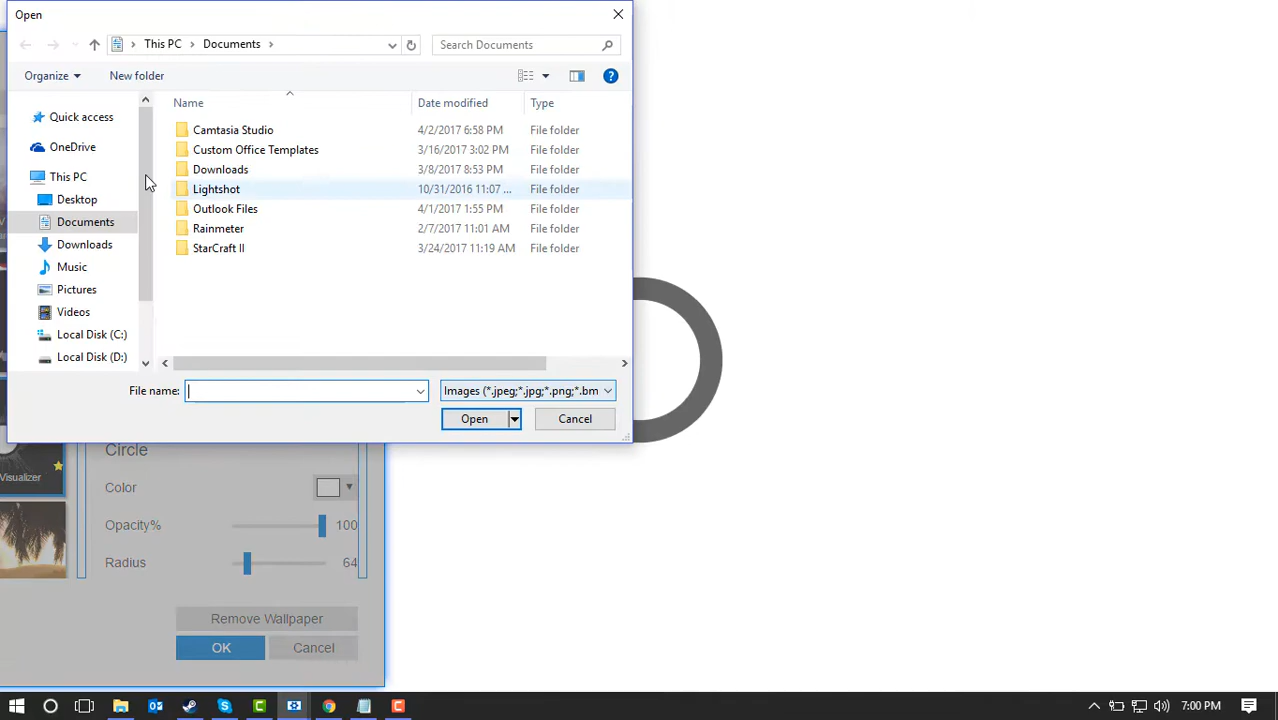 Open
This PC > Documents >
Search Documents
Organize
New folder
Name
Date modified
Type
Quick access
OneDrive
This PC
Desktop
Documents
Downloads
Music
Pictures
Videos
Local Disk (C:)
Local Disk (D:)
Camtasia Studio 4/2/2017 6:58 PM File folder
Custom Office Templates 3/16/2017 3:02 PM File folder
Downloads 3/8/2017 8:53 PM File folder
Lightshot 10/31/2016 11:07 ... File folder
Outlook Files 4/1/2017 1:55 PM File folder
Rainmeter 2/7/2017 11:01 AM File folder
StarCraft II 3/24/2017 11:19 AM File folder
File name:
Images (*.jpeg;*.jpg;*.png;*.bm
Open
Cancel
Circle
Visualizer
Color
Opacity% 100
Radius 64
Remove Wallpaper
OK
Cancel
7:00 PM